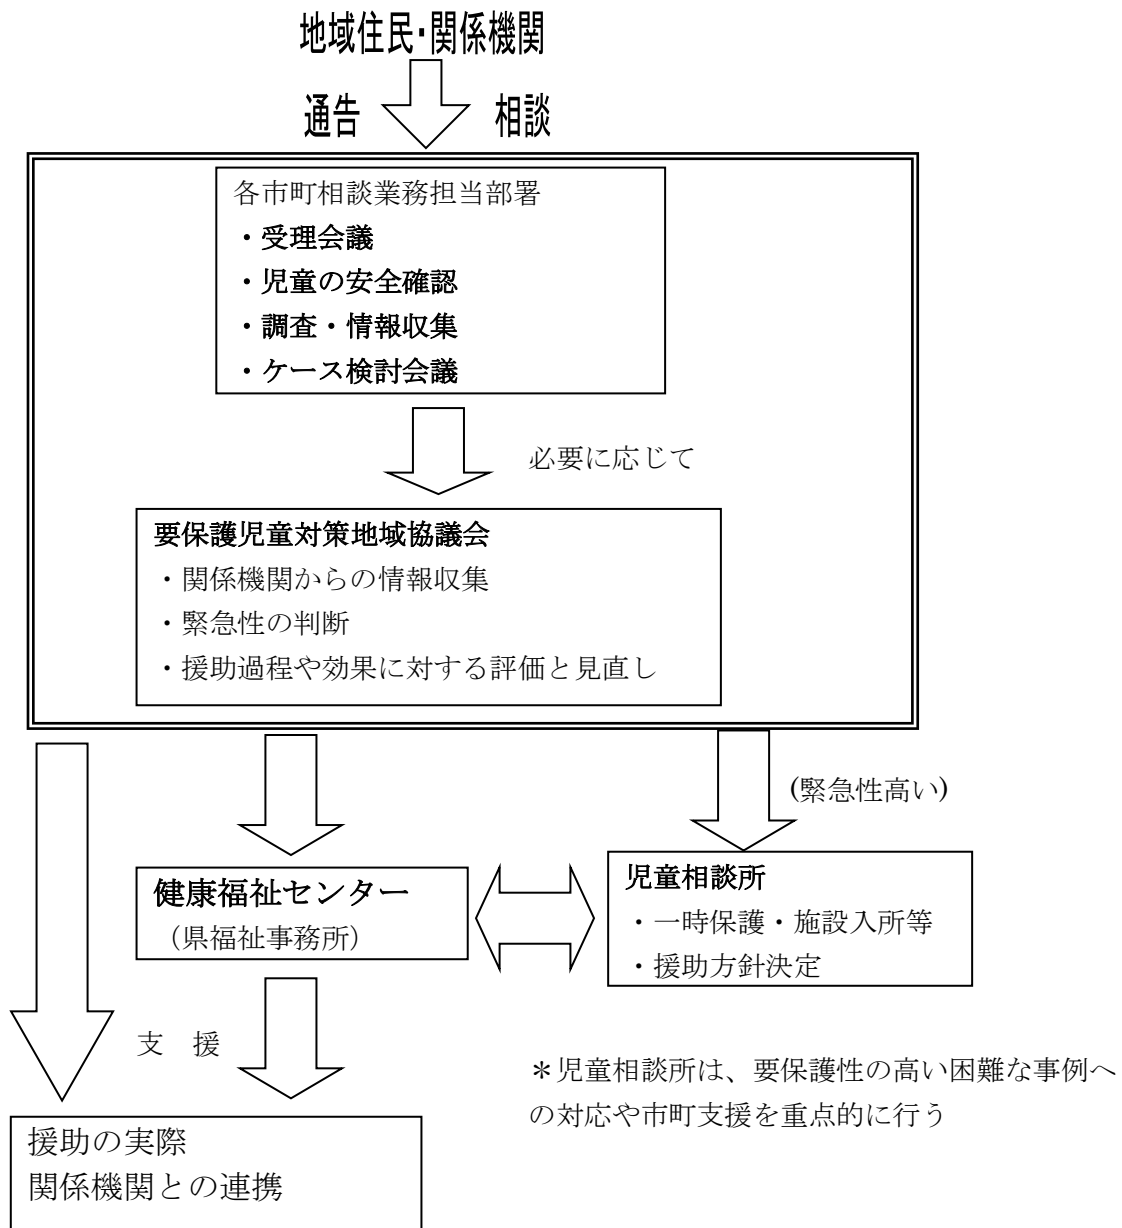 地域住民・関係機関
通告　相談
各市町相談業務担当部署
・受理会議
・児童の安全確認
・調査・情報収集
・ケース検討会議
必要に応じて
要保護児童対策地域協議会
・関係機関からの情報収集
・緊急性の判断
・援助過程や効果に対する評価と見直し
(緊急性高い)
健康福祉センター
（県福祉事務所）
児童相談所
・一時保護・施設入所等
・援助方針決定
支　援
＊児童相談所は、要保護性の高い困難な事例へ
の対応や市町支援を重点的に行う
援助の実際
関係機関との連携